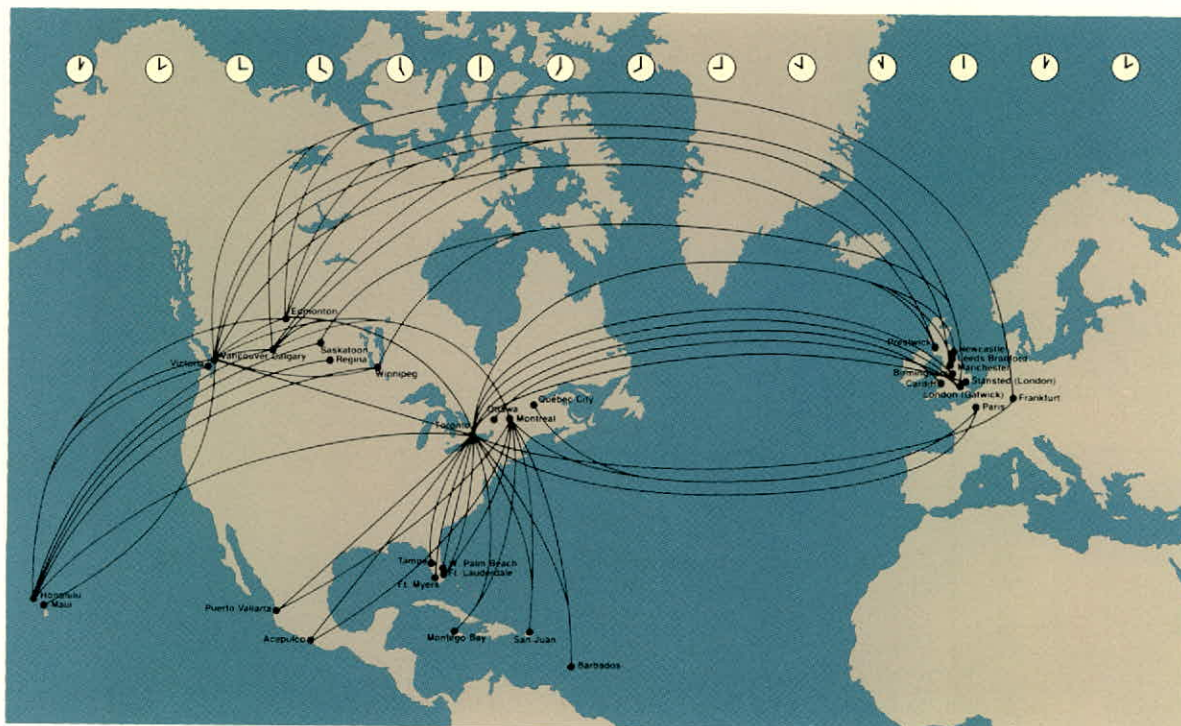 Edmonton
Vancouver
Calgary
Victoria
Saskatoon
Regina
Winnipeg
Quebec City
Ottawa
Montreal
Toronto
Prestwick
Newcastle
Leeds Bradford
Manchester
Cardiff
Stansted (London)
London (Gatwick)
Frankfurt
Paris
Tampa
W. Palm Beach
Ft. Lauderdale
Ft. Myers
Honolulu
Maui
Puerto Vallarta
Acapulco
Montego Bay
San Juan
Barbados